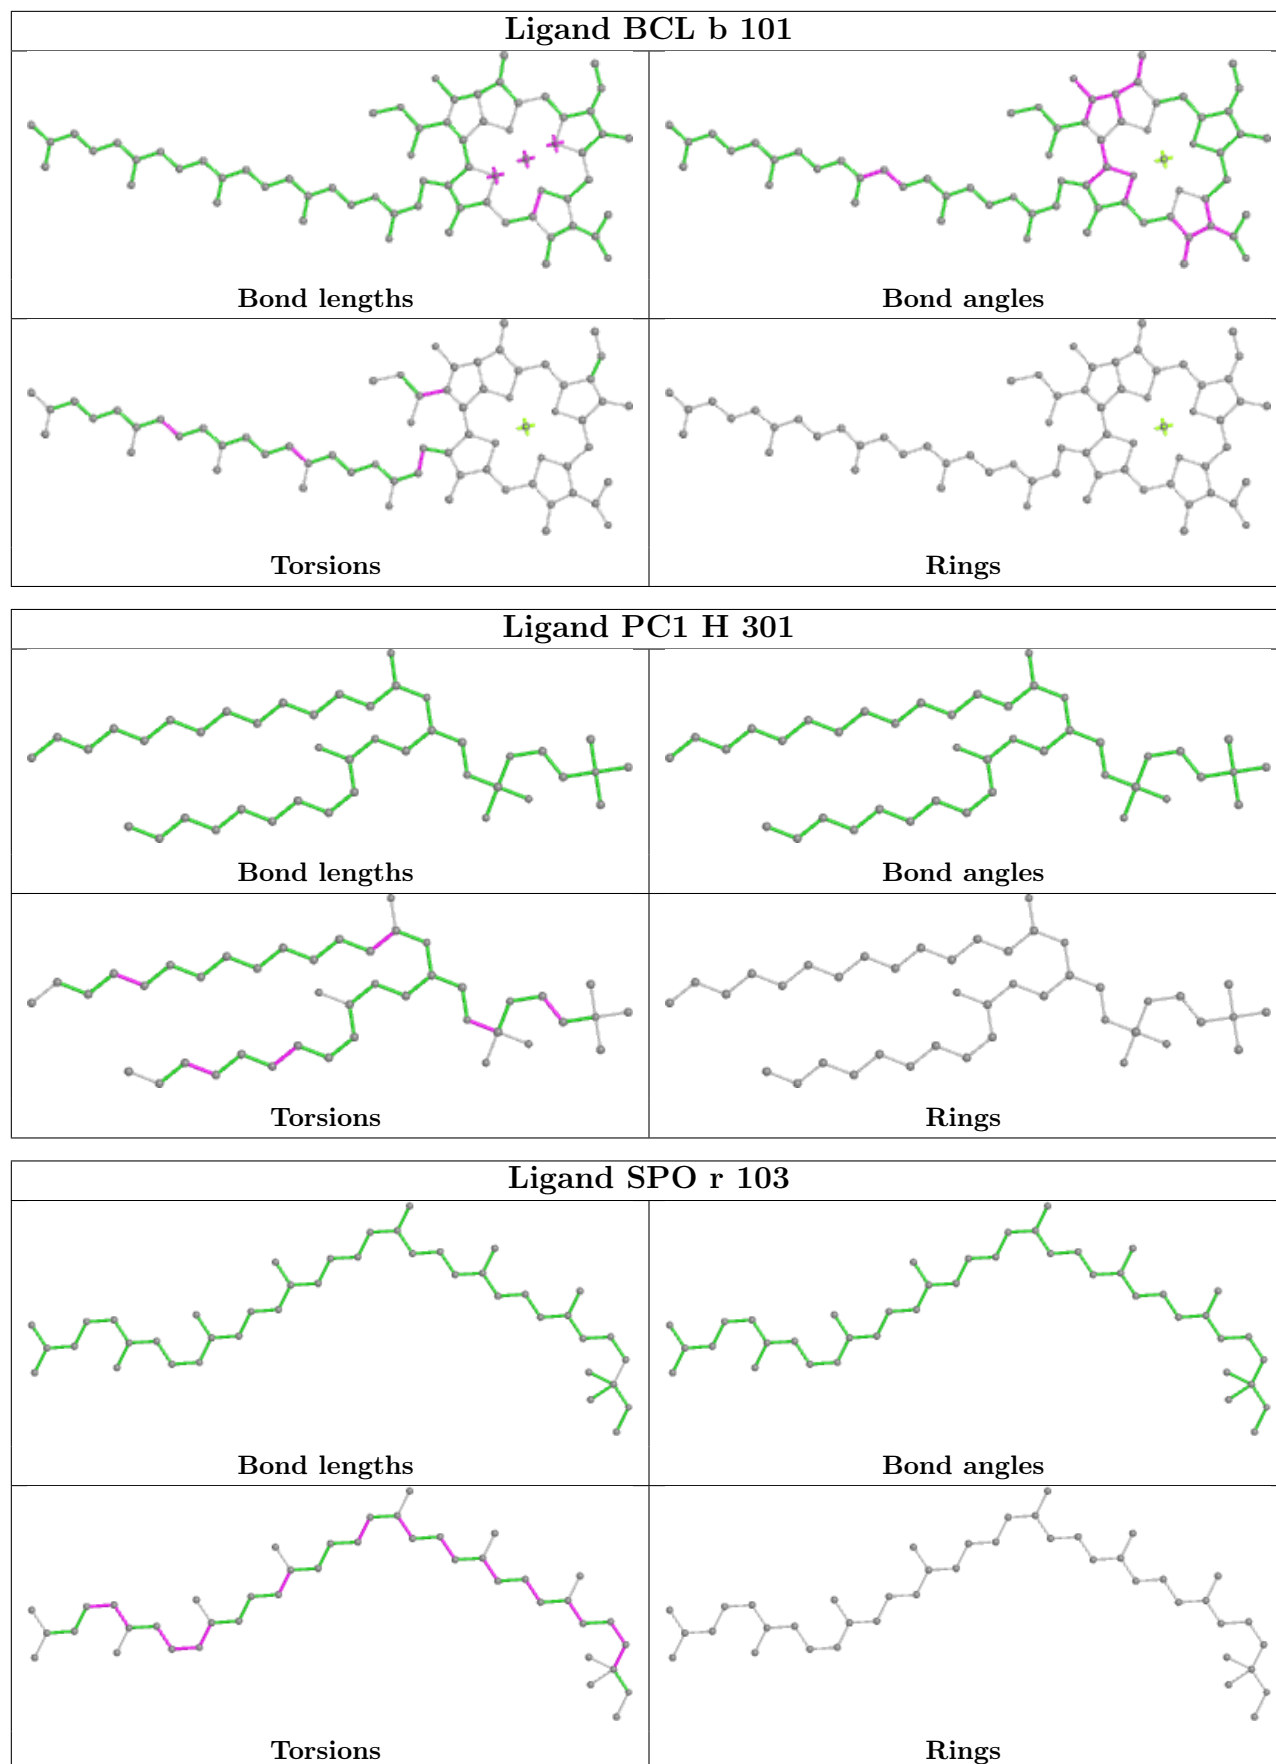 Ligand BCL b 101
Bond lengths
Bond angles
Torsions
Rings
Ligand PC1 H 301
Bond lengths
Bond angles
Torsions
Rings
Ligand SPO r 103
Bond lengths
Bond angles
Torsions
Rings